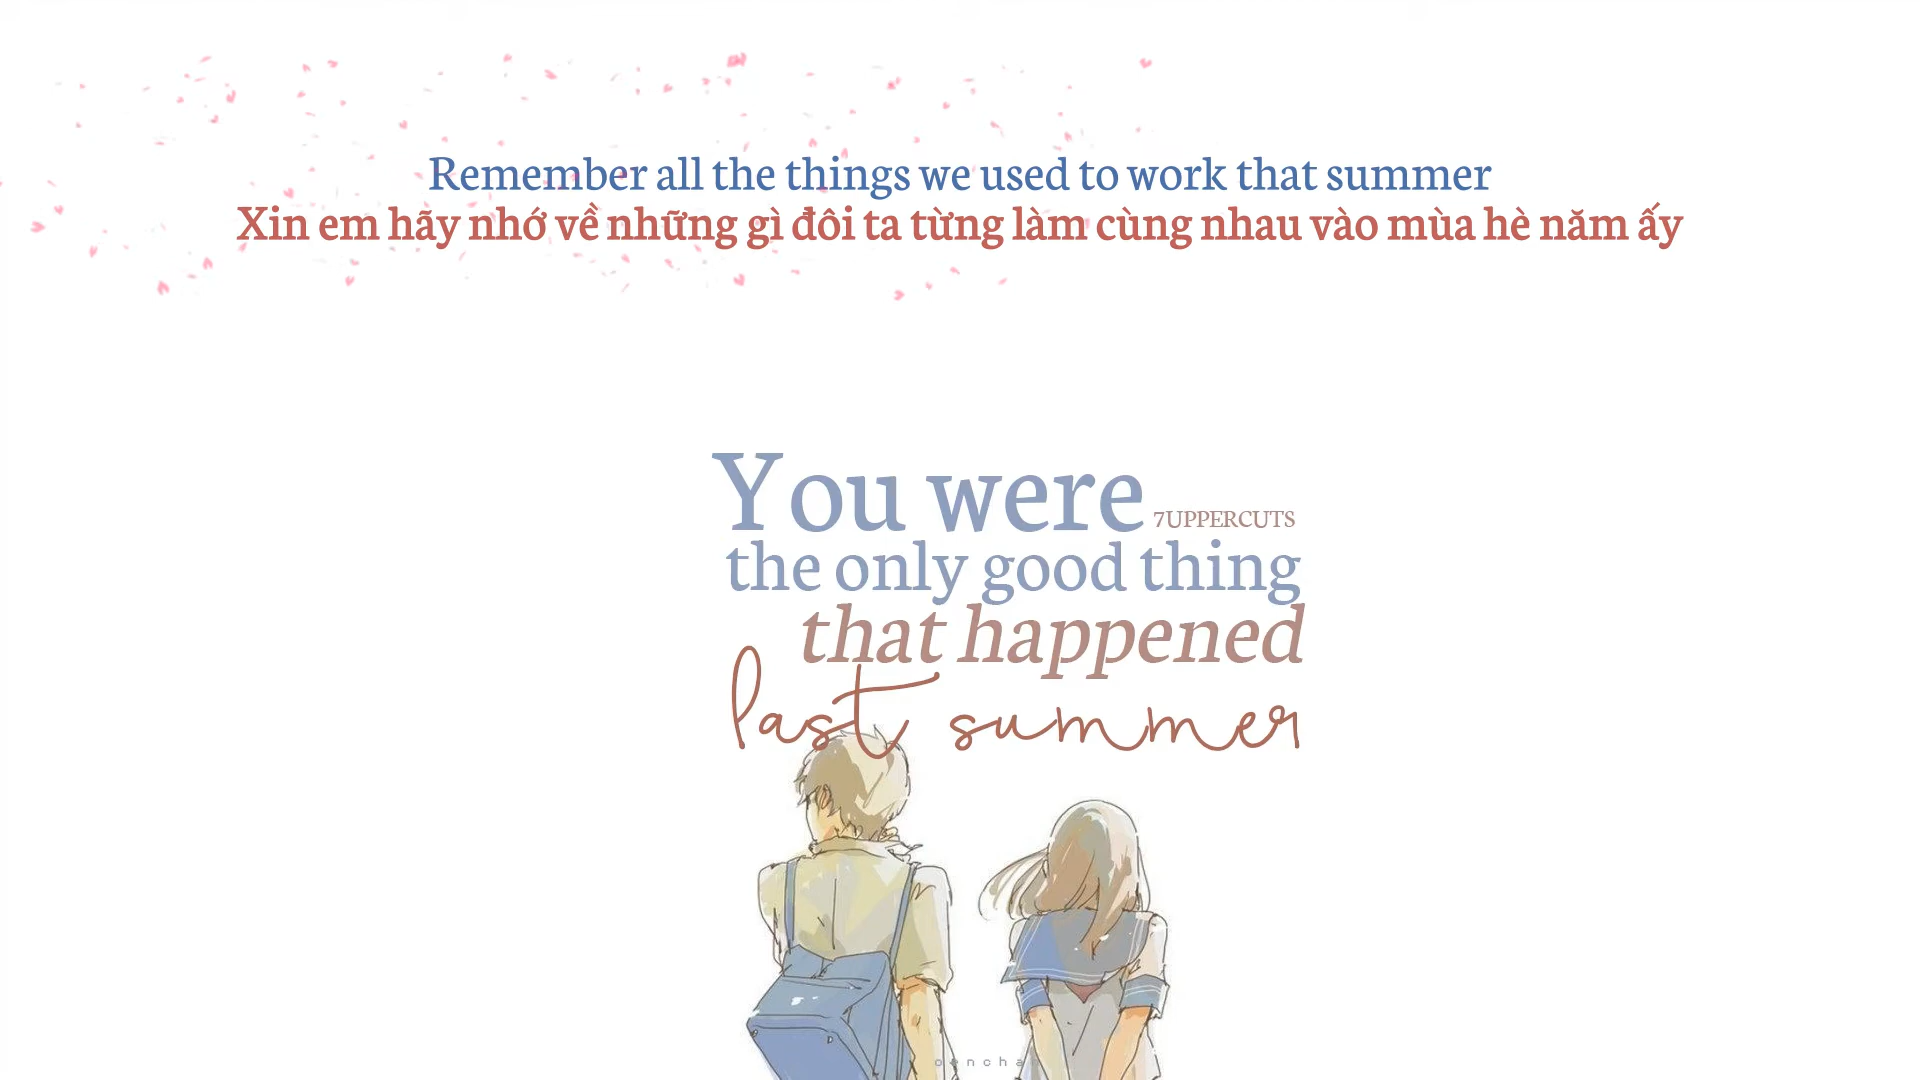 Remember all the things we used to work that summer
Xin em hãy nhớ về những gì đôi ta từng làm cùng nhau vào mùa hè năm ấy
You were
7UPPERCUTS
the only good thing
that happened
last summer